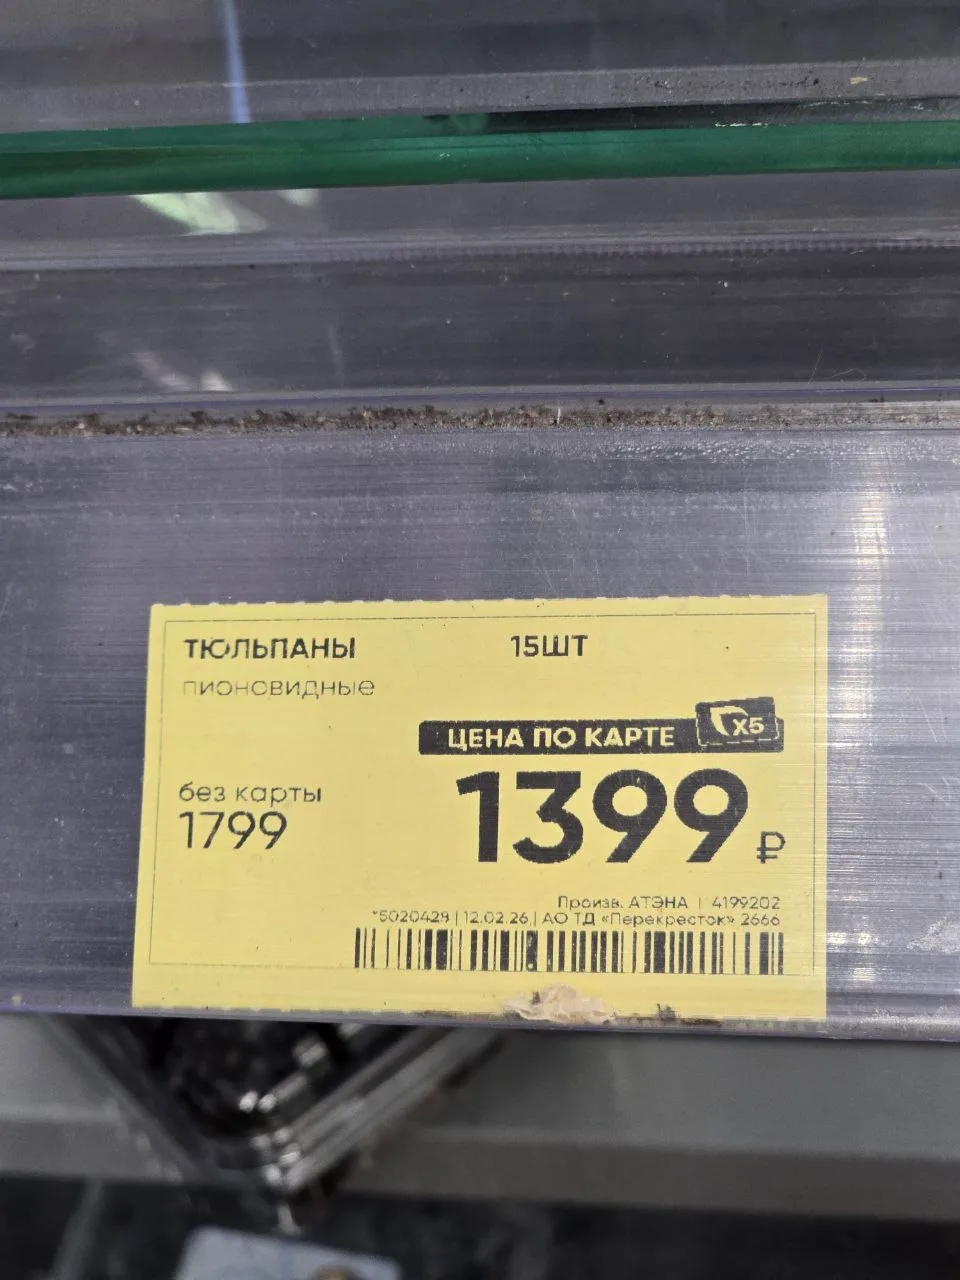 ТЮЛЬПАНЫ 15ШТ
пионовидные
ЦЕНА ПО КАРТЕ X5
без карты
1799
1399 ₽
Произв. АТЭНА | 4199202
*5020429 | 12.02.26 | АО ТД «Перекресток» 2666